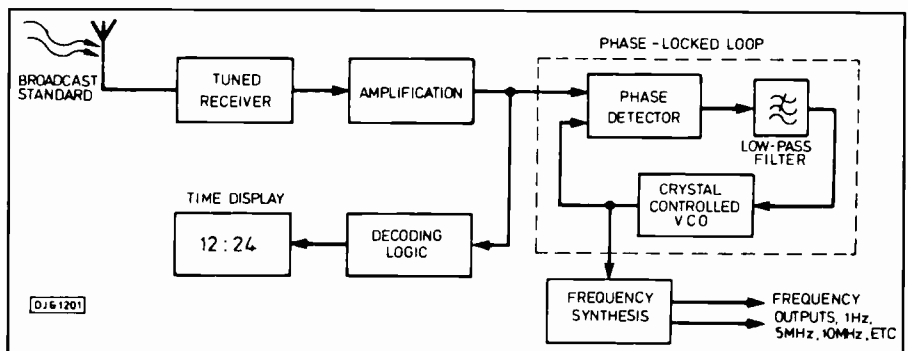 PHASE-LOCKED LOOP
BROADCAST
STANDARD
TUNED
RECEIVER
AMPLIFICATION
PHASE
DETECTOR
LOW-PASS
FILTER
CRYSTAL
CONTROLLED
VCO
TIME DISPLAY
12:24
DECODING
LOGIC
FREQUENCY
SYNTHESIS
FREQUENCY
OUTPUTS, 1Hz,
5MHz, 10MHz, ETC
DJG1201